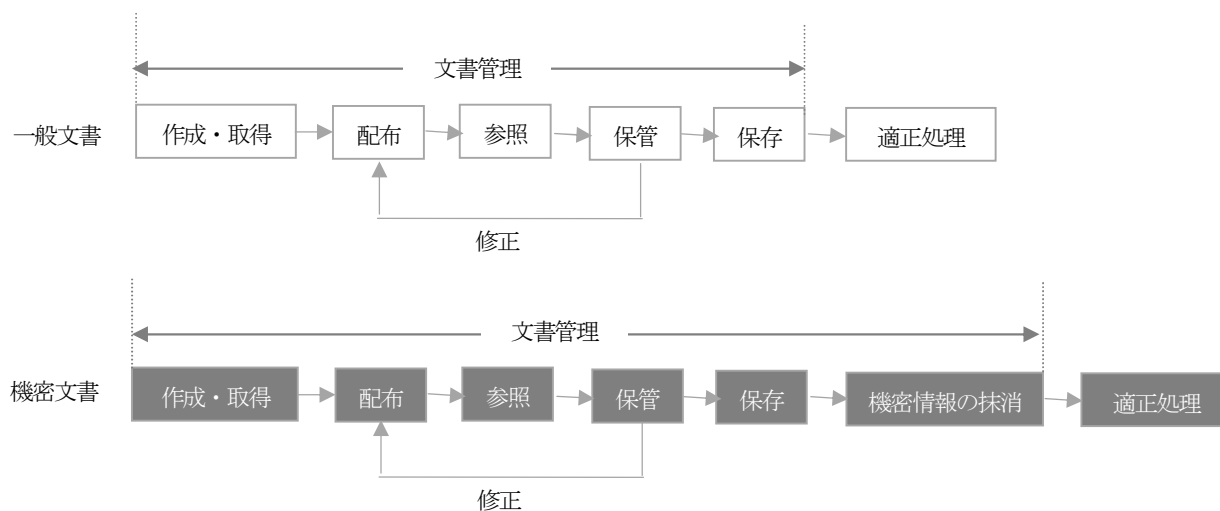 文書管理
一般文書
作成・取得
配布
参照
保管
保存
適正処理
修正
文書管理
機密文書
作成・取得
配布
参照
保管
保存
機密情報の抹消
適正処理
修正